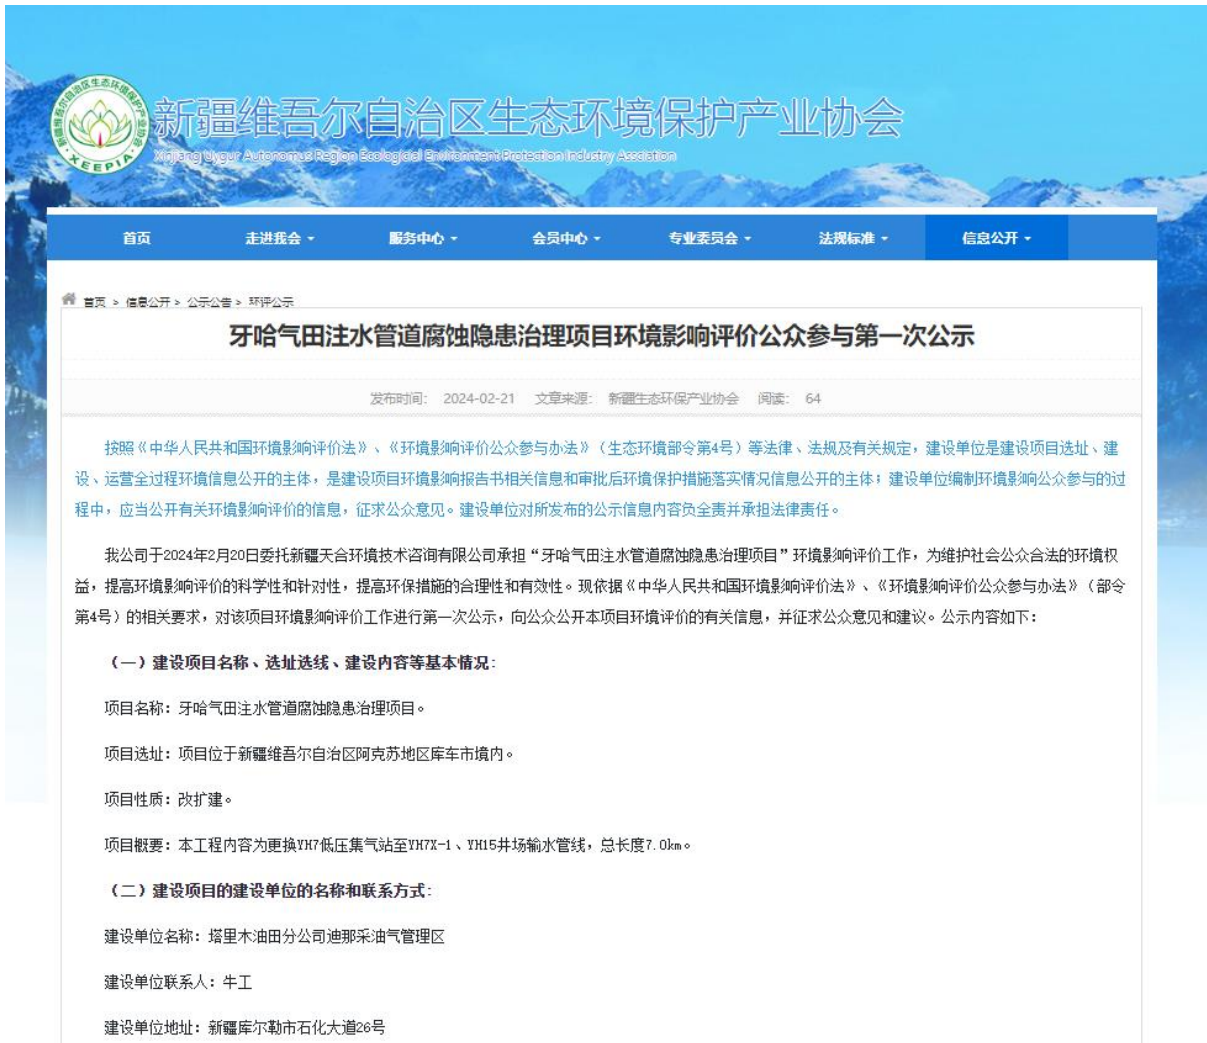 新疆维吾尔自治区生态环境保护产业协会
XEEPIA
新疆维吾尔自治区生态环境保护产业协会
Xinjiang Uygur Autonomus Region Ecological Environment Protection Industry Assciation
首页 走进我会 服务中心 会员中心 专业委员会 法规标准 信息公开
首页 > 信息公开 > 公示公告 > 环评公示
牙哈气田注水管道腐蚀隐患治理项目环境影响评价公众参与第一次公示
发布时间： 2024-02-21 文章来源： 新疆生态环保产业协会 阅读： 64
按照《中华人民共和国环境影响评价法》、《环境影响评价公众参与办法》（生态环境部令第4号）等法律、法规及有关规定，建设单位是建设项目选址、建
设、运营全过程环境信息公开的主体，是建设项目环境影响报告书相关信息和审批后环境保护措施落实情况信息公开的主体；建设单位编制环境影响公众参与的过
程中，应当公开有关环境影响评价的信息，征求公众意见。建设单位对所发布的公示信息内容负全责并承担法律责任。
我公司于2024年2月20日委托新疆天合环境技术咨询有限公司承担“牙哈气田注水管道腐蚀隐患治理项目”环境影响评价工作，为维护社会公众合法的环境权
益，提高环境影响评价的科学性和针对性，提高环保措施的合理性和有效性。现依据《中华人民共和国环境影响评价法》、《环境影响评价公众参与办法》（部令
第4号）的相关要求，对该项目环境影响评价工作进行第一次公示，向公众公开本项目环境评价的有关信息，并征求公众意见和建议。公示内容如下：
（一）建设项目名称、选址选线、建设内容等基本情况：
项目名称：牙哈气田注水管道腐蚀隐患治理项目。
项目选址：项目位于新疆维吾尔自治区阿克苏地区库车市境内。
项目性质：改扩建。
项目概要：本工程内容为更换YH7低压集气站至YH7X-1、YH15井场输水管线，总长度7.0km。
（二）建设项目的建设单位的名称和联系方式：
建设单位名称：塔里木油田分公司迪那采油气管理区
建设单位联系人：牛工
建设单位地址：新疆库尔勒市石化大道26号